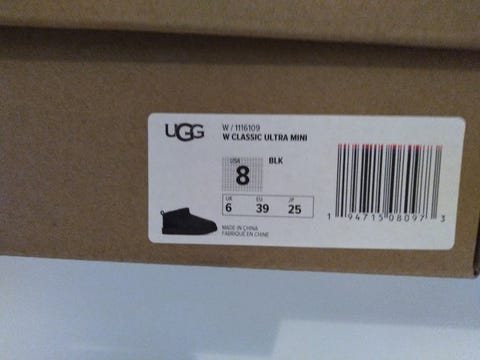 UGG
W / 1116109
W CLASSIC ULTRA MINI
USA
8
BLK
UK EU JP
6 39 25
MADE IN CHINA
FABRIQUÉ EN CHINE
1 94715 08097 3